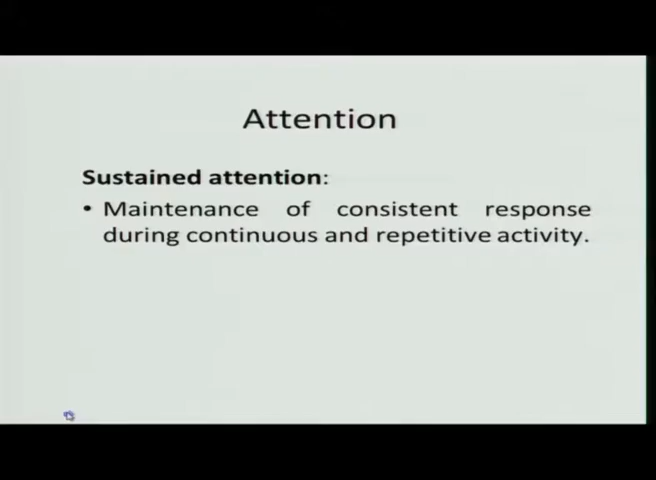 Attention
Sustained attention:
• Maintenance of consistent response
during continuous and repetitive activity.